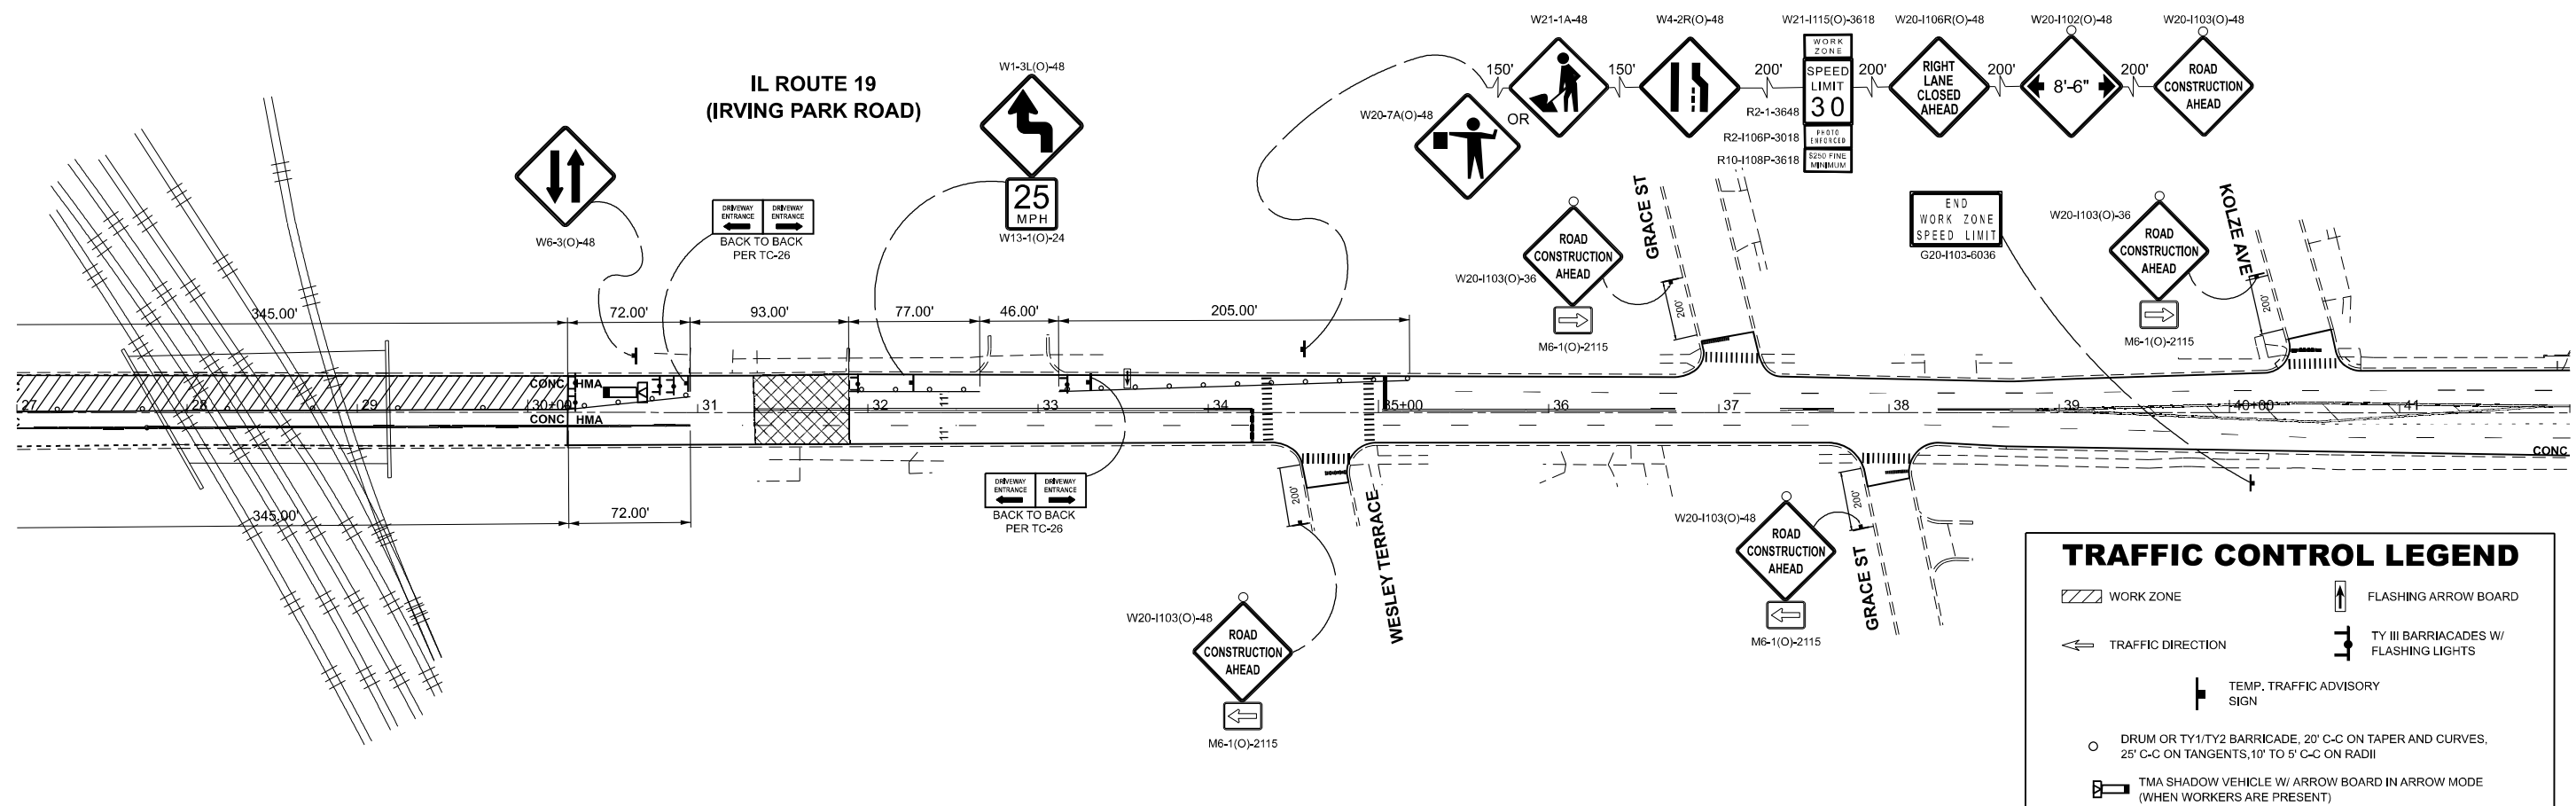 IL ROUTE 19
(IRVING PARK ROAD)
W1-3L(O)-48
25
MPH
W13-1(O)-24
W6-3(O)-48
DRIVEWAY ENTRANCE
DRIVEWAY ENTRANCE
BACK TO BACK
PER TC-26
W20-7A(O)-48
OR
W21-1A-48
W4-2R(O)-48
W21-I115(O)-3618
W20-I106R(O)-48
W20-I102(O)-48
W20-I103(O)-48
150'
150'
200'
200'
200'
200'
WORK
ZONE
SPEED
LIMIT
30
R2-1-3648
PHOTO
ENFORCED
R2-I106P-3018
$250 FINE
MINIMUM
R10-I108P-3618
RIGHT
LANE
CLOSED
AHEAD
8'-6"
ROAD
CONSTRUCTION
AHEAD
ROAD
CONSTRUCTION
AHEAD
W20-I103(O)-36
M6-1(O)-2115
GRACE ST
200'
END
WORK ZONE
SPEED LIMIT
G20-I103-6036
W20-I103(O)-36
ROAD
CONSTRUCTION
AHEAD
M6-1(O)-2115
KOLZE AVE
200'
345.00'
72.00'
93.00'
77.00'
46.00'
205.00'
CONC
HMA
CONC
HMA
27
28
29
30+00
31
32
33
34
35+00
36
37
38
39
40+00
41
11'
11'
CONC
345.00'
72.00'
DRIVEWAY ENTRANCE
DRIVEWAY ENTRANCE
BACK TO BACK
PER TC-26
200'
WESLEY TERRACE
W20-I103(O)-48
ROAD
CONSTRUCTION
AHEAD
M6-1(O)-2115
W20-I103(O)-48
ROAD
CONSTRUCTION
AHEAD
M6-1(O)-2115
200'
GRACE ST
TRAFFIC CONTROL LEGEND
WORK ZONE
FLASHING ARROW BOARD
TRAFFIC DIRECTION
TY III BARRIACADES W/
FLASHING LIGHTS
TEMP. TRAFFIC ADVISORY
SIGN
DRUM OR TY1/TY2 BARRICADE, 20' C-C ON TAPER AND CURVES,
25' C-C ON TANGENTS,10' TO 5' C-C ON RADII
TMA SHADOW VEHICLE W/ ARROW BOARD IN ARROW MODE
(WHEN WORKERS ARE PRESENT)